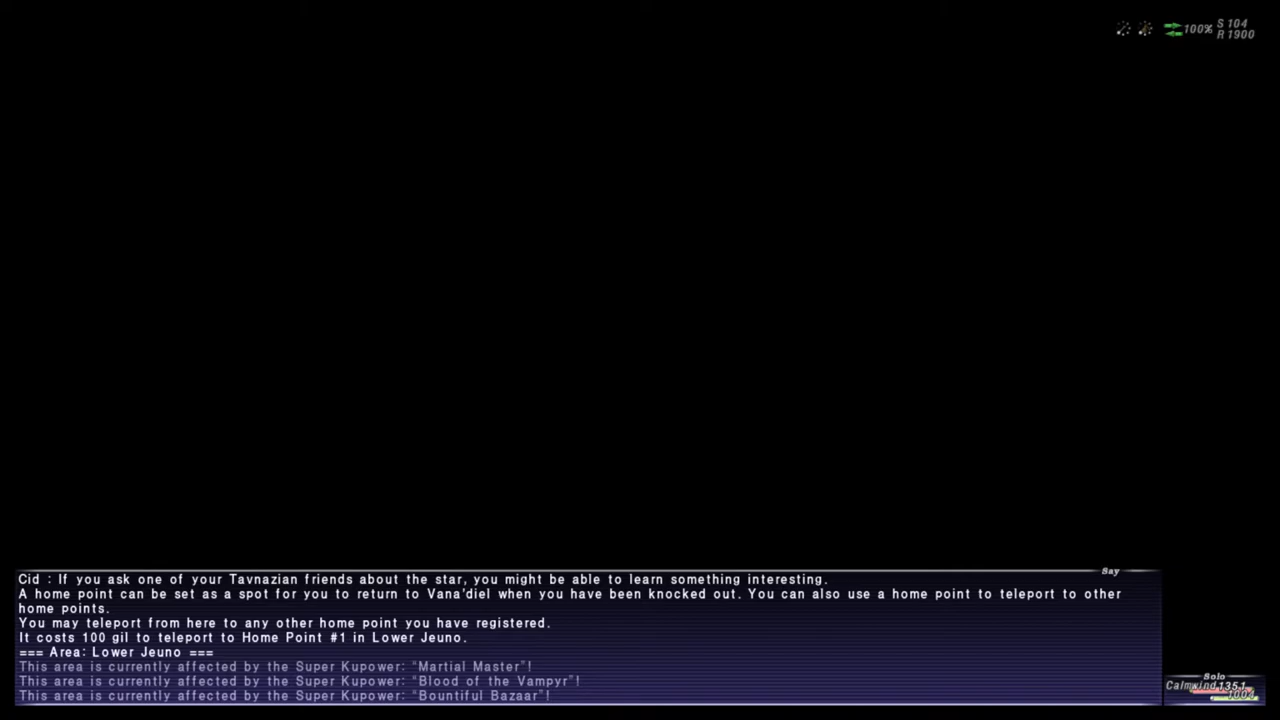 100% S 104
R 1900
Say
Cid : If you ask one of your Tavnazian friends about the star, you might be able to learn something interesting.
A home point can be set as a spot for you to return to Vana'diel when you have been knocked out. You can also use a home point to teleport to other
home points.
You may teleport from here to any other home point you have registered.
It costs 100 gil to teleport to Home Point #1 in Lower Jeuno.
=== Area: Lower Jeuno ===
This area is currently affected by the Super Kupower: “Martial Master”!
This area is currently affected by the Super Kupower: “Blood of the Vampyr”!
This area is currently affected by the Super Kupower: “Bountiful Bazaar”!
Solo
Calmwind 1351
1004